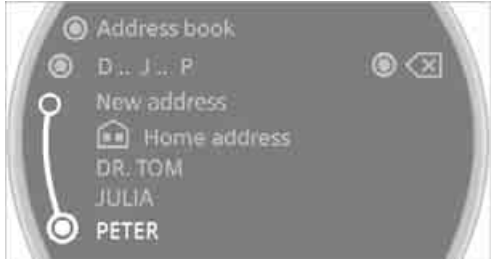 Address book
D .. J .. P
New address
Home address
DR. TOM
JULIA
PETER